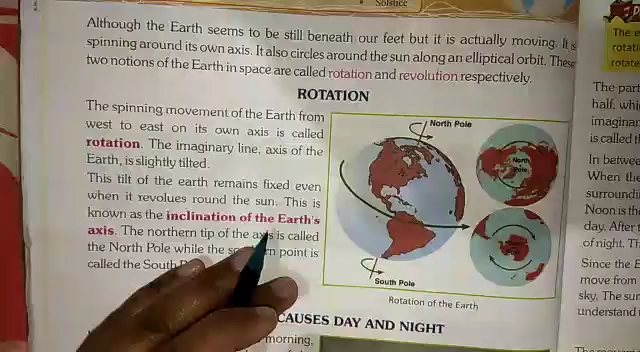 Solstice
Although the Earth seems to be still beneath our feet but it is actually moving. It is
spinning around its own axis. It also circles around the sun along an elliptical orbit. These
two notions of the Earth in space are called rotation and revolution respectively.
ROTATION
The spinning movement of the Earth from
west to east on its own axis is called
rotation. The imaginary line, axis of the
Earth, is slightly tilted.
This tilt of the earth remains fixed even
when it revolues round the sun. This is
known as the inclination of the Earth's
axis. The northern tip of the axis is called
the North Pole while the point is
called the South
North Pole
North
Pole
South Pole
Rotation of the Earth
CAUSES DAY AND NIGHT
morning,
The e
rotati
rotate
The part
half, whi
imaginar
is called t
In betwee
When the
surroundi
Noon is th
day. After
of night. Th
Since the E
move from
sky. The sun
understand